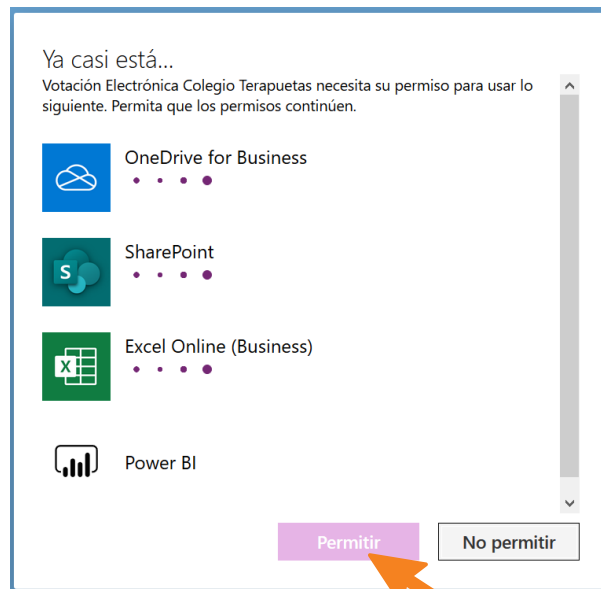 Ya casi está...
Votación Electrónica Colegio Terapuetas necesita su permiso para usar lo
siguiente. Permita que los permisos continúen.
OneDrive for Business
S
SharePoint
X
Excel Online (Business)
Power BI
Permitir
No permitir